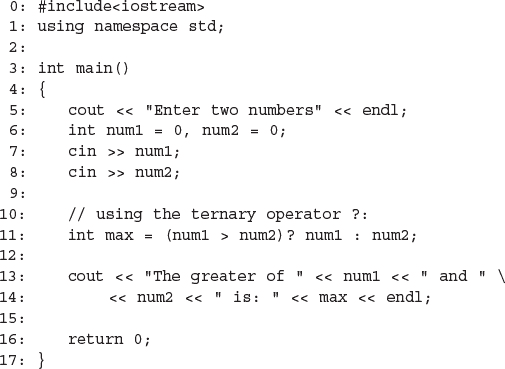 0: #include<iostream>
1: using namespace std;
2:
3: int main()
4: {
5: cout << "Enter two numbers" << endl;
6: int num1 = 0, num2 = 0;
7: cin >> num1;
8: cin >> num2;
9:
10: // using the ternary operator ?:
11: int max = (num1 > num2)? num1 : num2;
12:
13: cout << "The greater of " << num1 << " and " \
14: << num2 << " is: " << max << endl;
15:
16: return 0;
17: }